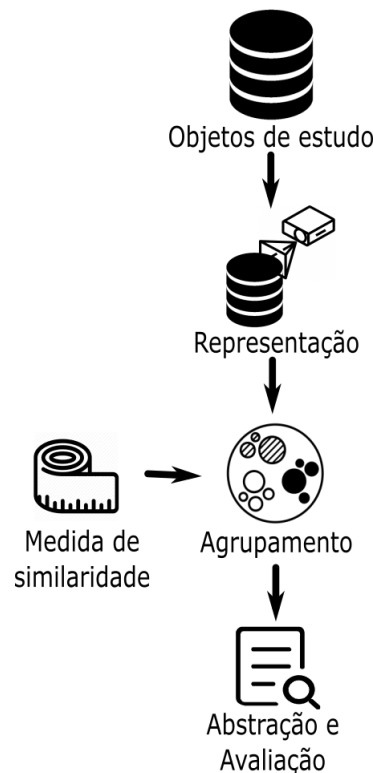 Objetos de estudo
Representação
Medida de
similaridade
Agrupamento
Abstração e
Avaliação